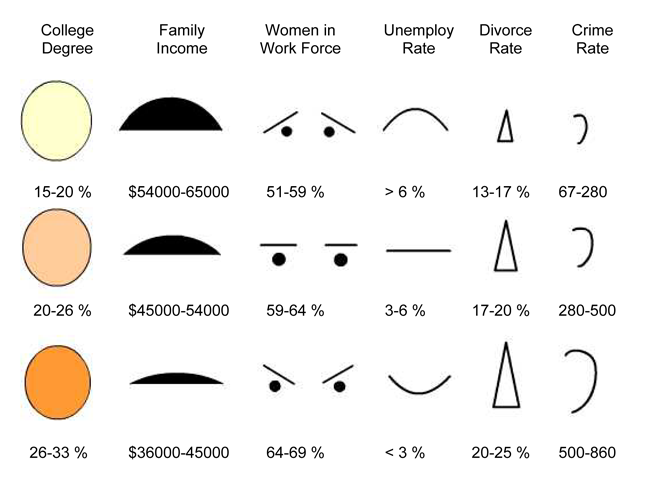 College Degree
Family Income
Women in Work Force
Unemploy Rate
Divorce Rate
Crime Rate
15-20 % $54000-65000 51-59 % > 6 % 13-17 % 67-280
20-26 % $45000-54000 59-64 % 3-6 % 17-20 % 280-500
26-33 % $36000-45000 64-69 % < 3 % 20-25 % 500-860